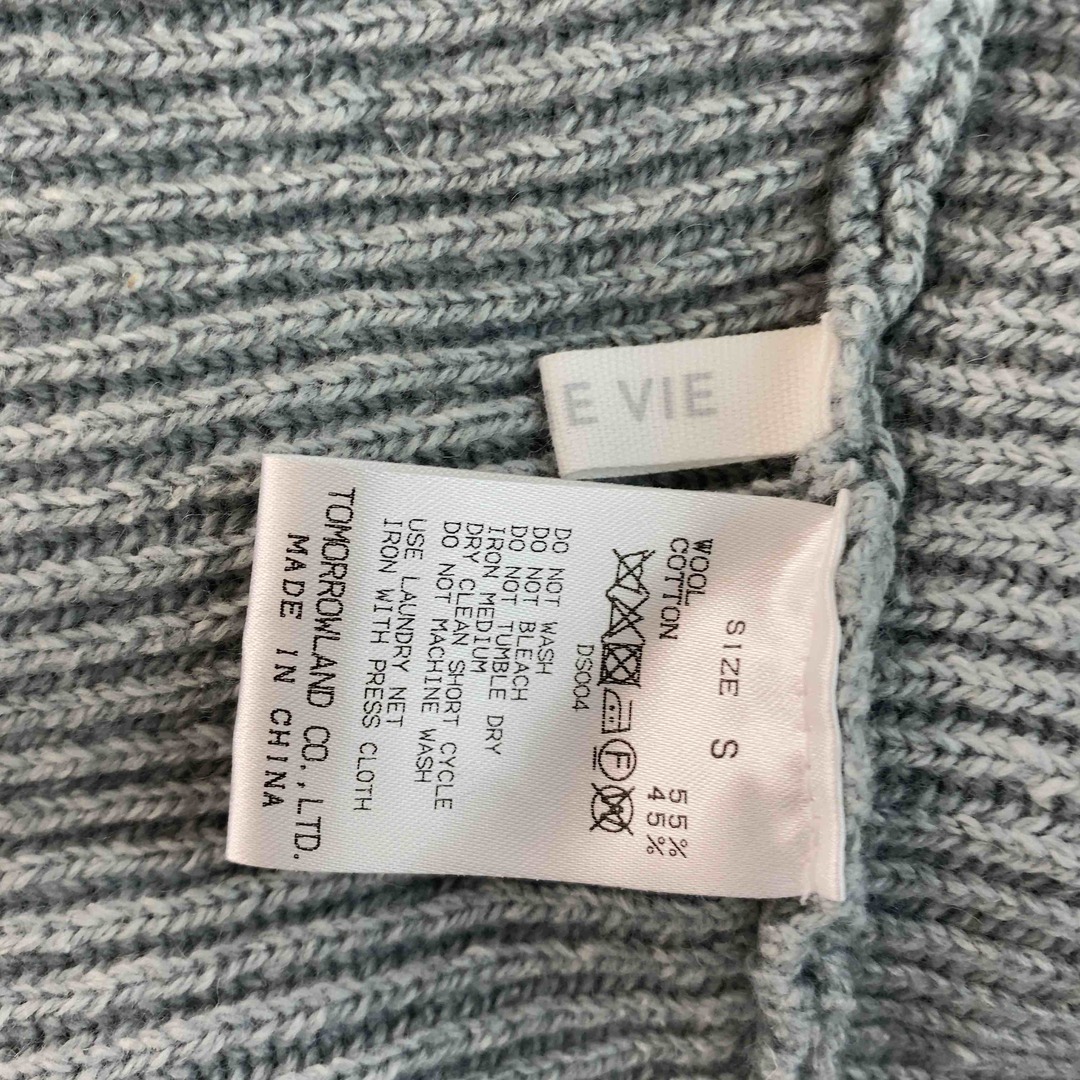 E VIE
SIZE S
WOOL 55%
COTTON 45%
F
DS004
DO NOT WASH
DO NOT BLEACH
DO NOT TUMBLE DRY
IRON MEDIUM
DRY CLEAN SHORT CYCLE
DO NOT MACHINE WASH
USE LAUNDRY NET
IRON WITH PRESS CLOTH
TOMORROWLAND CO.,LTD.
MADE IN CHINA